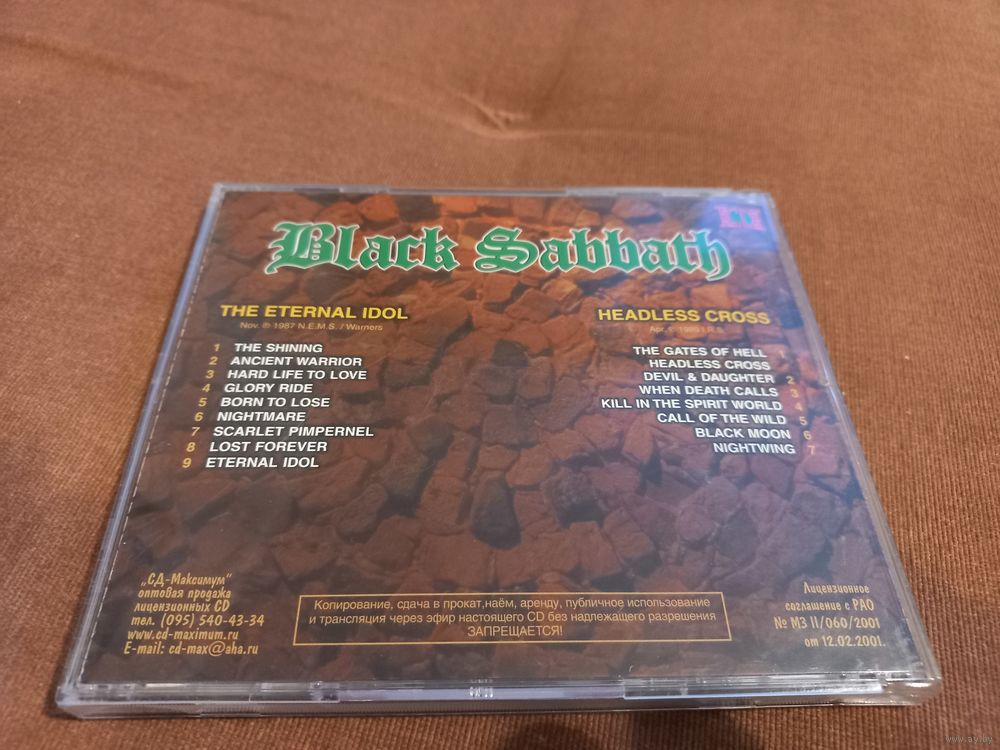 Black Sabbath
THE ETERNAL IDOL
Nov. ℗ 1987 N.E.M.S. / Warners
1 THE SHINING
2 ANCIENT WARRIOR
3 HARD LIFE TO LOVE
4 GLORY RIDE
5 BORN TO LOSE
6 NIGHTMARE
7 SCARLET PIMPERNEL
8 LOST FOREVER
9 ETERNAL IDOL
HEADLESS CROSS
Apr. ℗ 1989 I.R.S.
THE GATES OF HELL 1
HEADLESS CROSS
DEVIL & DAUGHTER 2
WHEN DEATH CALLS 3
KILL IN THE SPIRIT WORLD 4
CALL OF THE WILD 5
BLACK MOON 6
NIGHTWING 7
„СД-Максимум"
оптовая продажа
лицензионных CD
тел. (095) 540-43-34
www.cd-maximum.ru
E-mail: cd-max@aha.ru
Копирование, сдача в прокат,наём, аренду, публичное использование
и трансляция через эфир настоящего CD без надлежащего разрешения
ЗАПРЕЩАЕТСЯ!
Лицензионное
соглашение с РАО
№ МЗ II/060/2001
от 12.02.2001.
www.ay.by